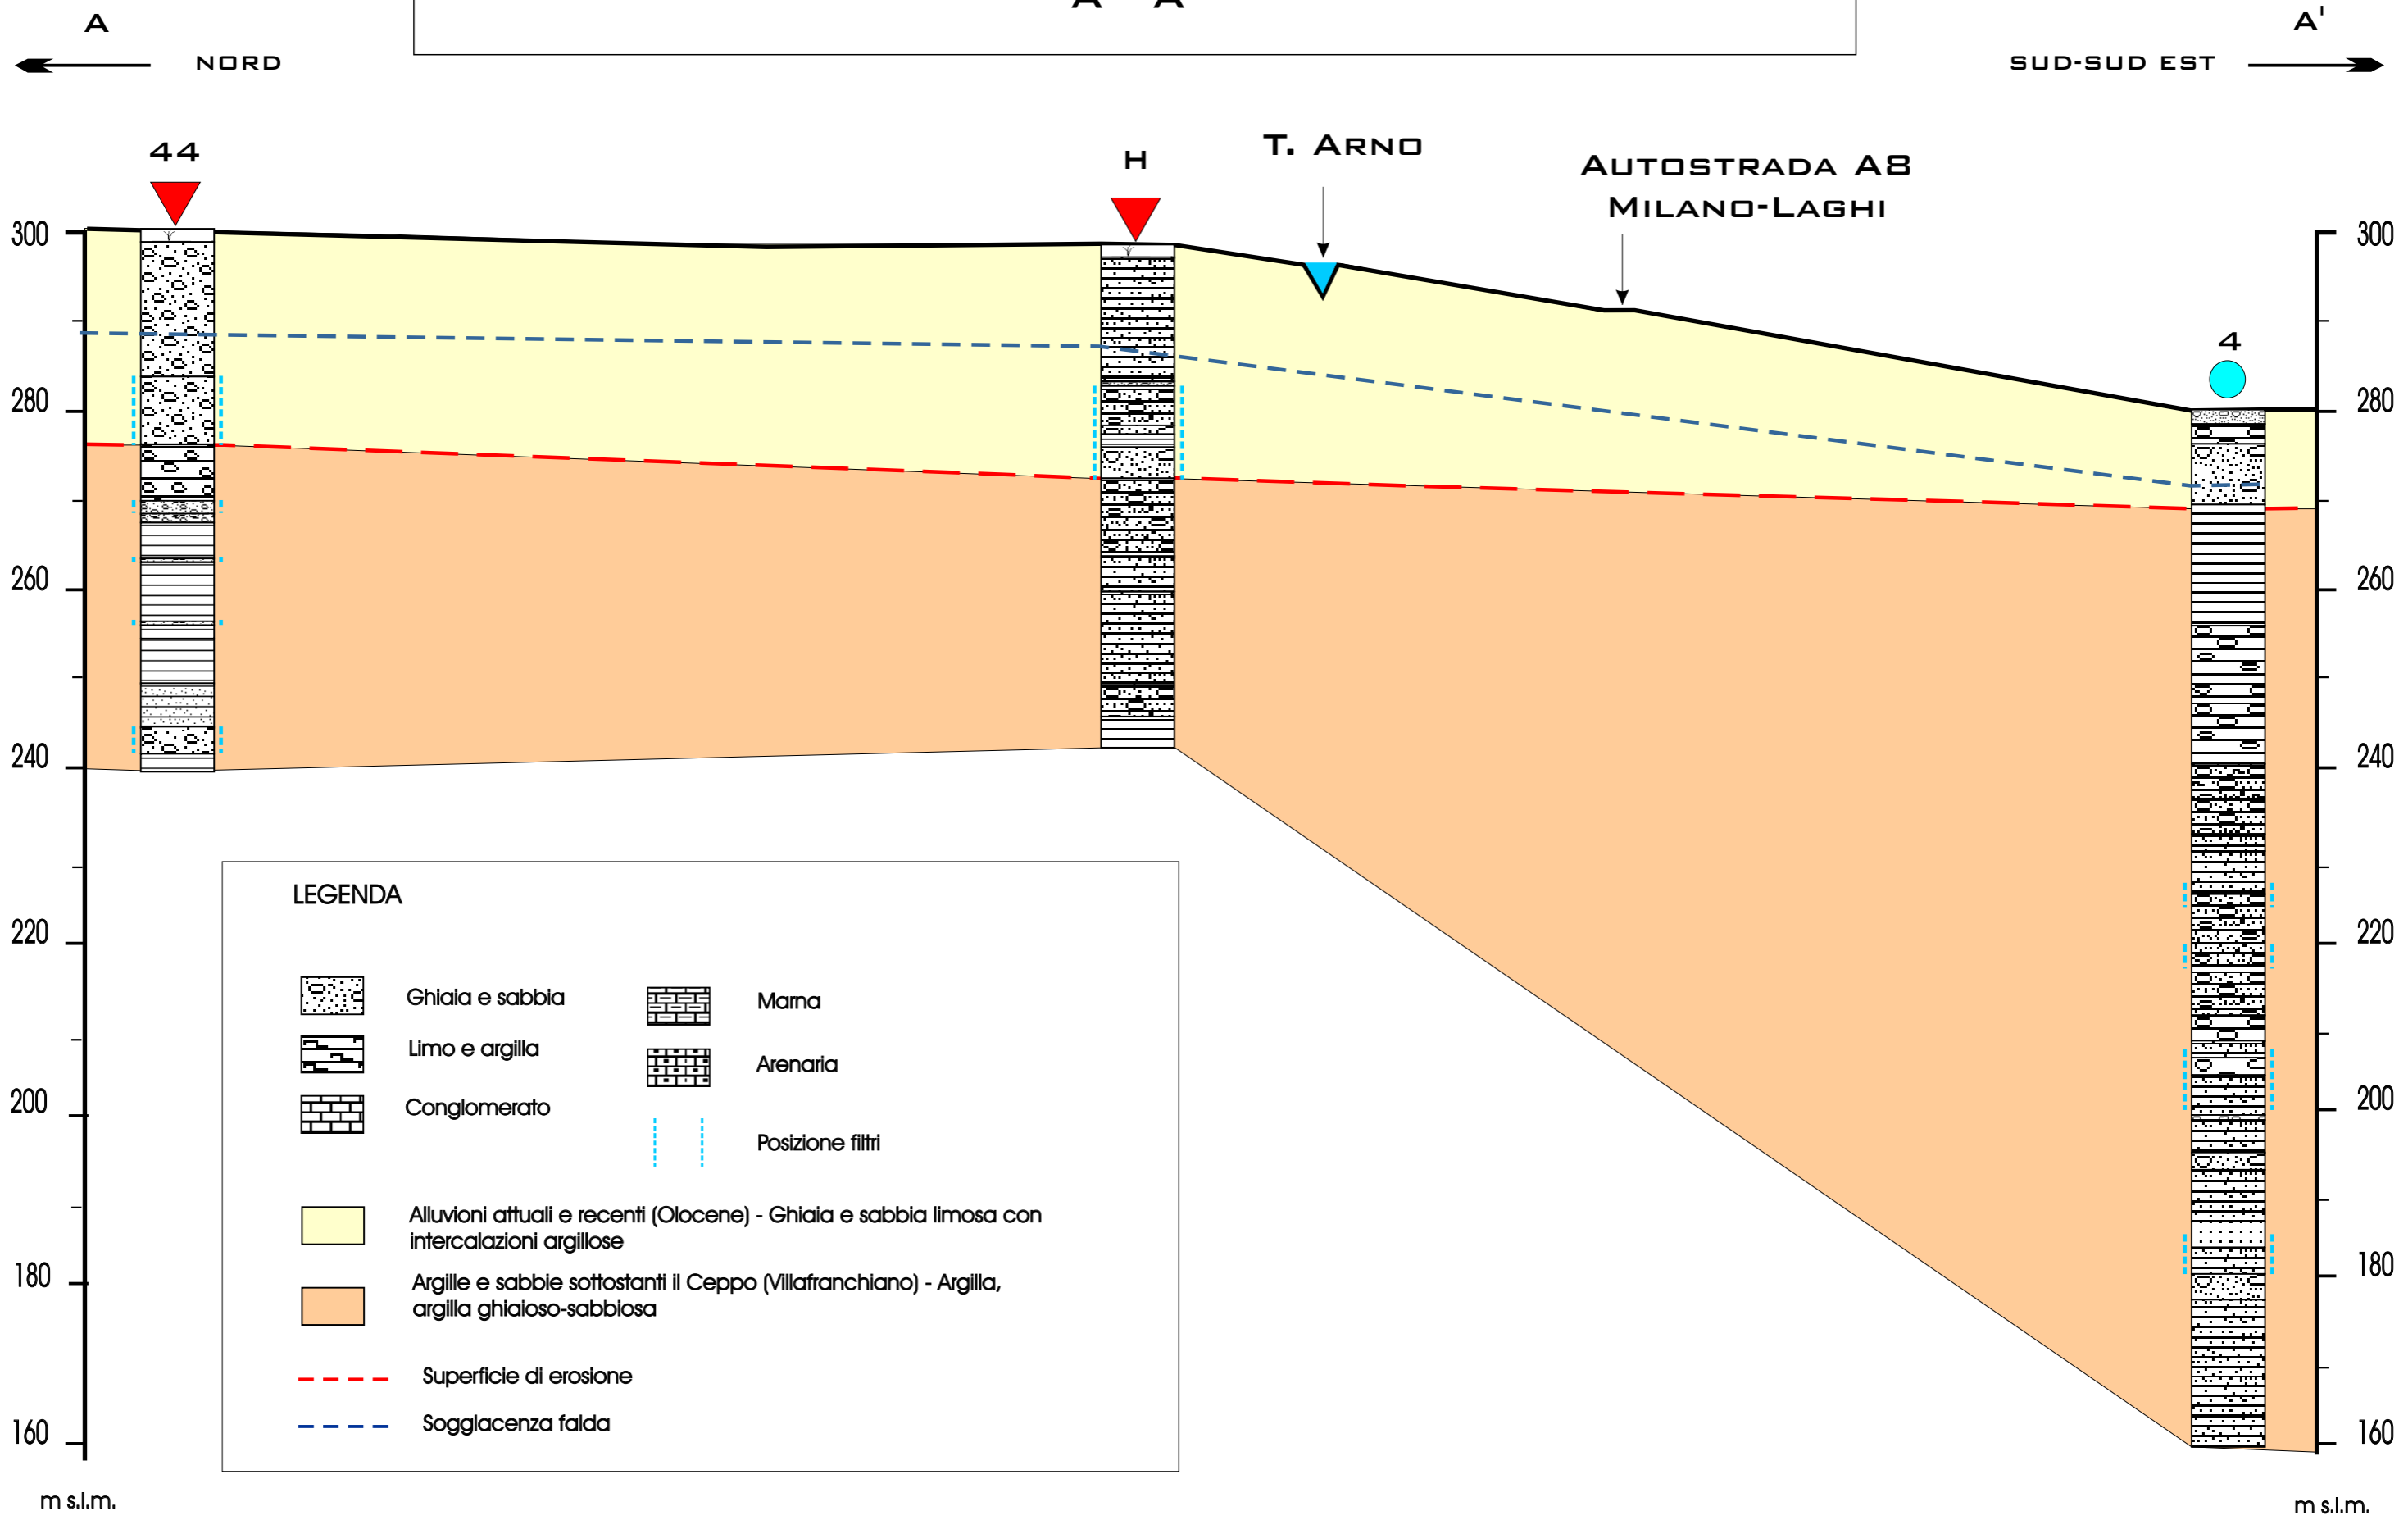 A A
A
A'
NORD
SUD-SUD EST
44
H
T. ARNO
AUTOSTRADA A8
MILANO-LAGHI
4
300
280
260
240
220
200
180
160
m s.l.m.
300
280
260
240
220
200
180
160
m s.l.m.
LEGENDA
Ghiaia e sabbia
Limo e argilla
Conglomerato
Marna
Arenaria
Posizione filtri
Alluvioni attuali e recenti (Olocene) - Ghiaia e sabbia limosa con
intercalazioni argillose
Argille e sabbie sottostanti il Ceppo (Villafranchiano) - Argilla,
argilla ghiaioso-sabbiosa
Superficie di erosione
Soggiacenza falda